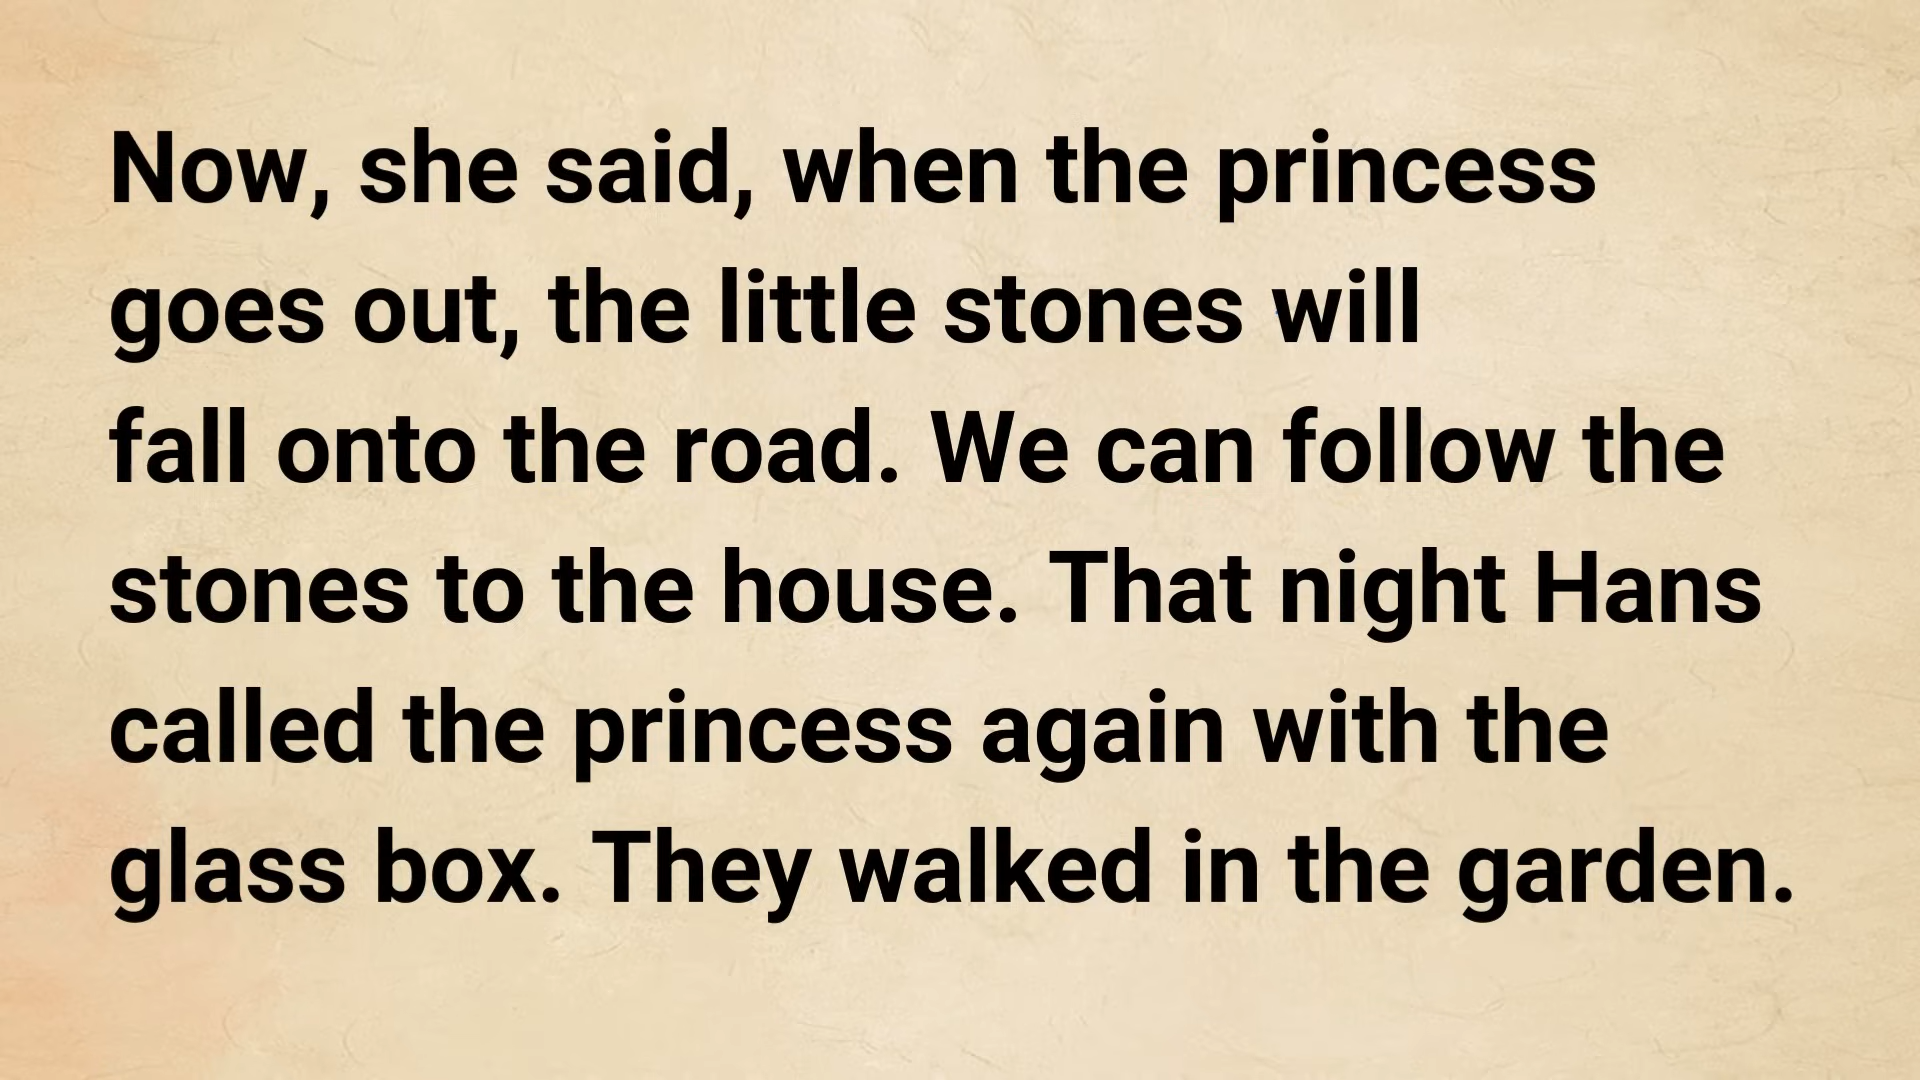 Now, she said, when the princess
goes out, the little stones will
fall onto the road. We can follow the
stones to the house. That night Hans
called the princess again with the
glass box. They walked in the garden.